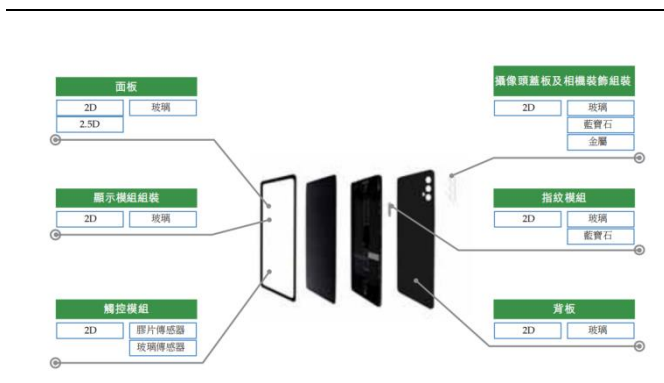 面板
2D 玻璃
2.5D
顯示模組組裝
2D 玻璃
觸控模組
2D 膠片傳感器
玻璃傳感器
攝像頭蓋板及相機裝飾組裝
2D 玻璃
藍寶石
金屬
指紋模組
2D 玻璃
藍寶石
背板
2D 玻璃